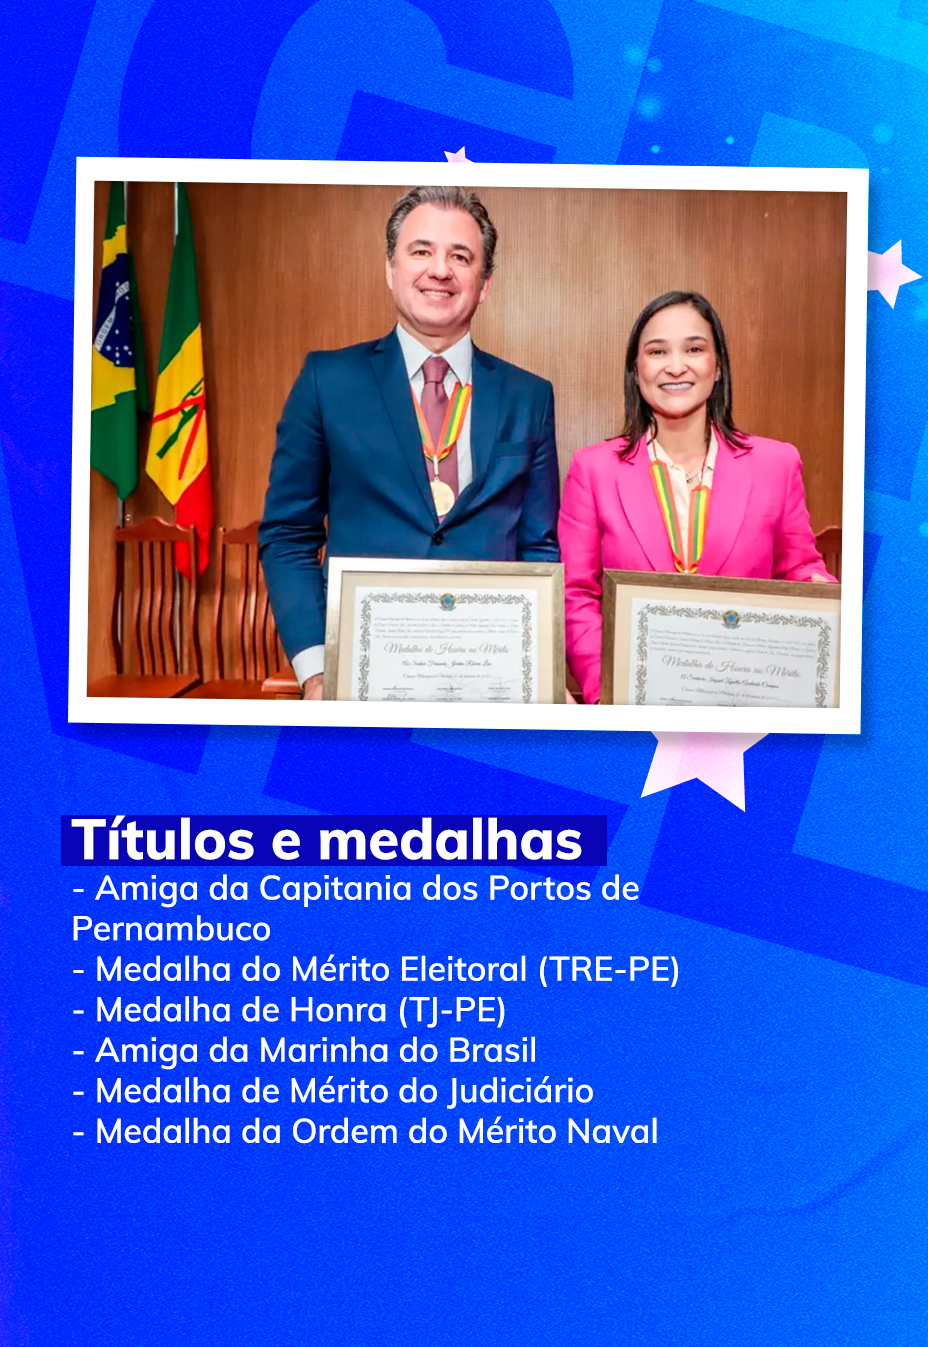 Medalha de Honra ao Mérito
Medalha de Honra ao Mérito
Títulos e medalhas
- Amiga da Capitania dos Portos de
Pernambuco
- Medalha do Mérito Eleitoral (TRE-PE)
- Medalha de Honra (TJ-PE)
- Amiga da Marinha do Brasil
- Medalha de Mérito do Judiciário
- Medalha da Ordem do Mérito Naval